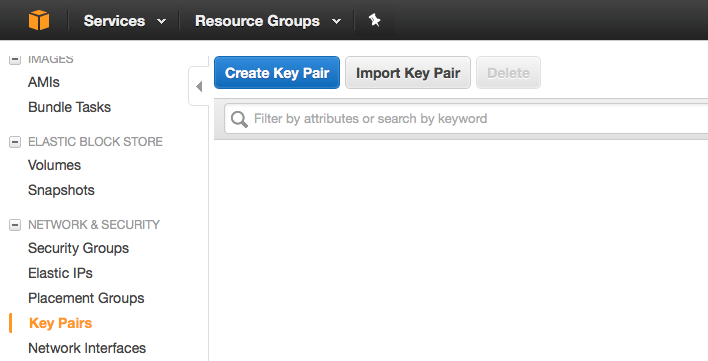 Services
Resource Groups
IMAGES
AMIs
Bundle Tasks
ELASTIC BLOCK STORE
Volumes
Snapshots
NETWORK & SECURITY
Security Groups
Elastic IPs
Placement Groups
Key Pairs
Network Interfaces
Create Key Pair
Import Key Pair
Delete
Filter by attributes or search by keyword